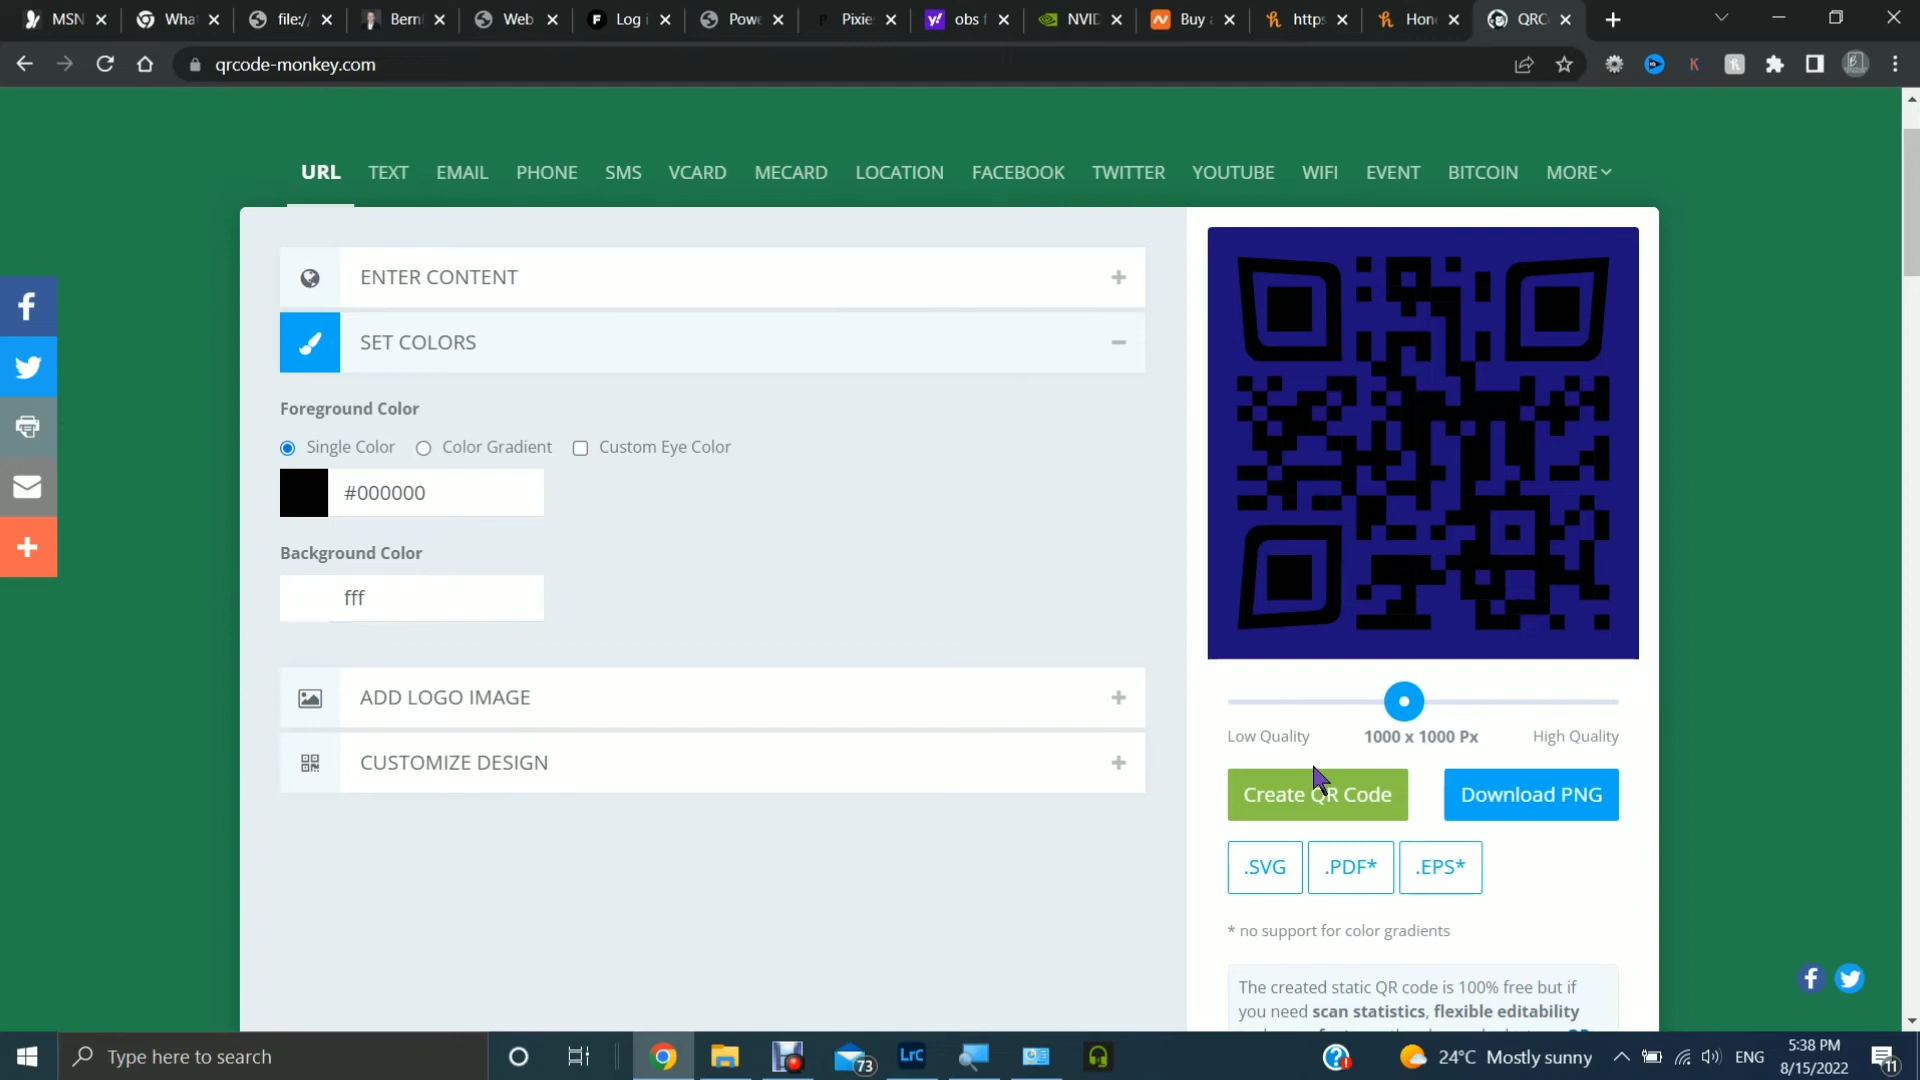 MSN
What
file:/
Bernl
Web
Log i
Powe
Pixie
obs f
NVID
Buy a
https
Hon
QRC
qrcode-monkey.com
URL TEXT EMAIL PHONE SMS VCARD MECARD LOCATION FACEBOOK TWITTER YOUTUBE WIFI EVENT BITCOIN MORE
ENTER CONTENT
SET COLORS
Foreground Color
Single Color Color Gradient Custom Eye Color
#000000
Background Color
fff
ADD LOGO IMAGE
CUSTOMIZE DESIGN
Low Quality 1000 x 1000 Px High Quality
Create QR Code Download PNG
.SVG .PDF* .EPS*
* no support for color gradients
The created static QR code is 100% free but if
you need scan statistics, flexible editability
Type here to search
Lrc
73
24°C Mostly sunny
ENG
5:38 PM
8/15/2022
11